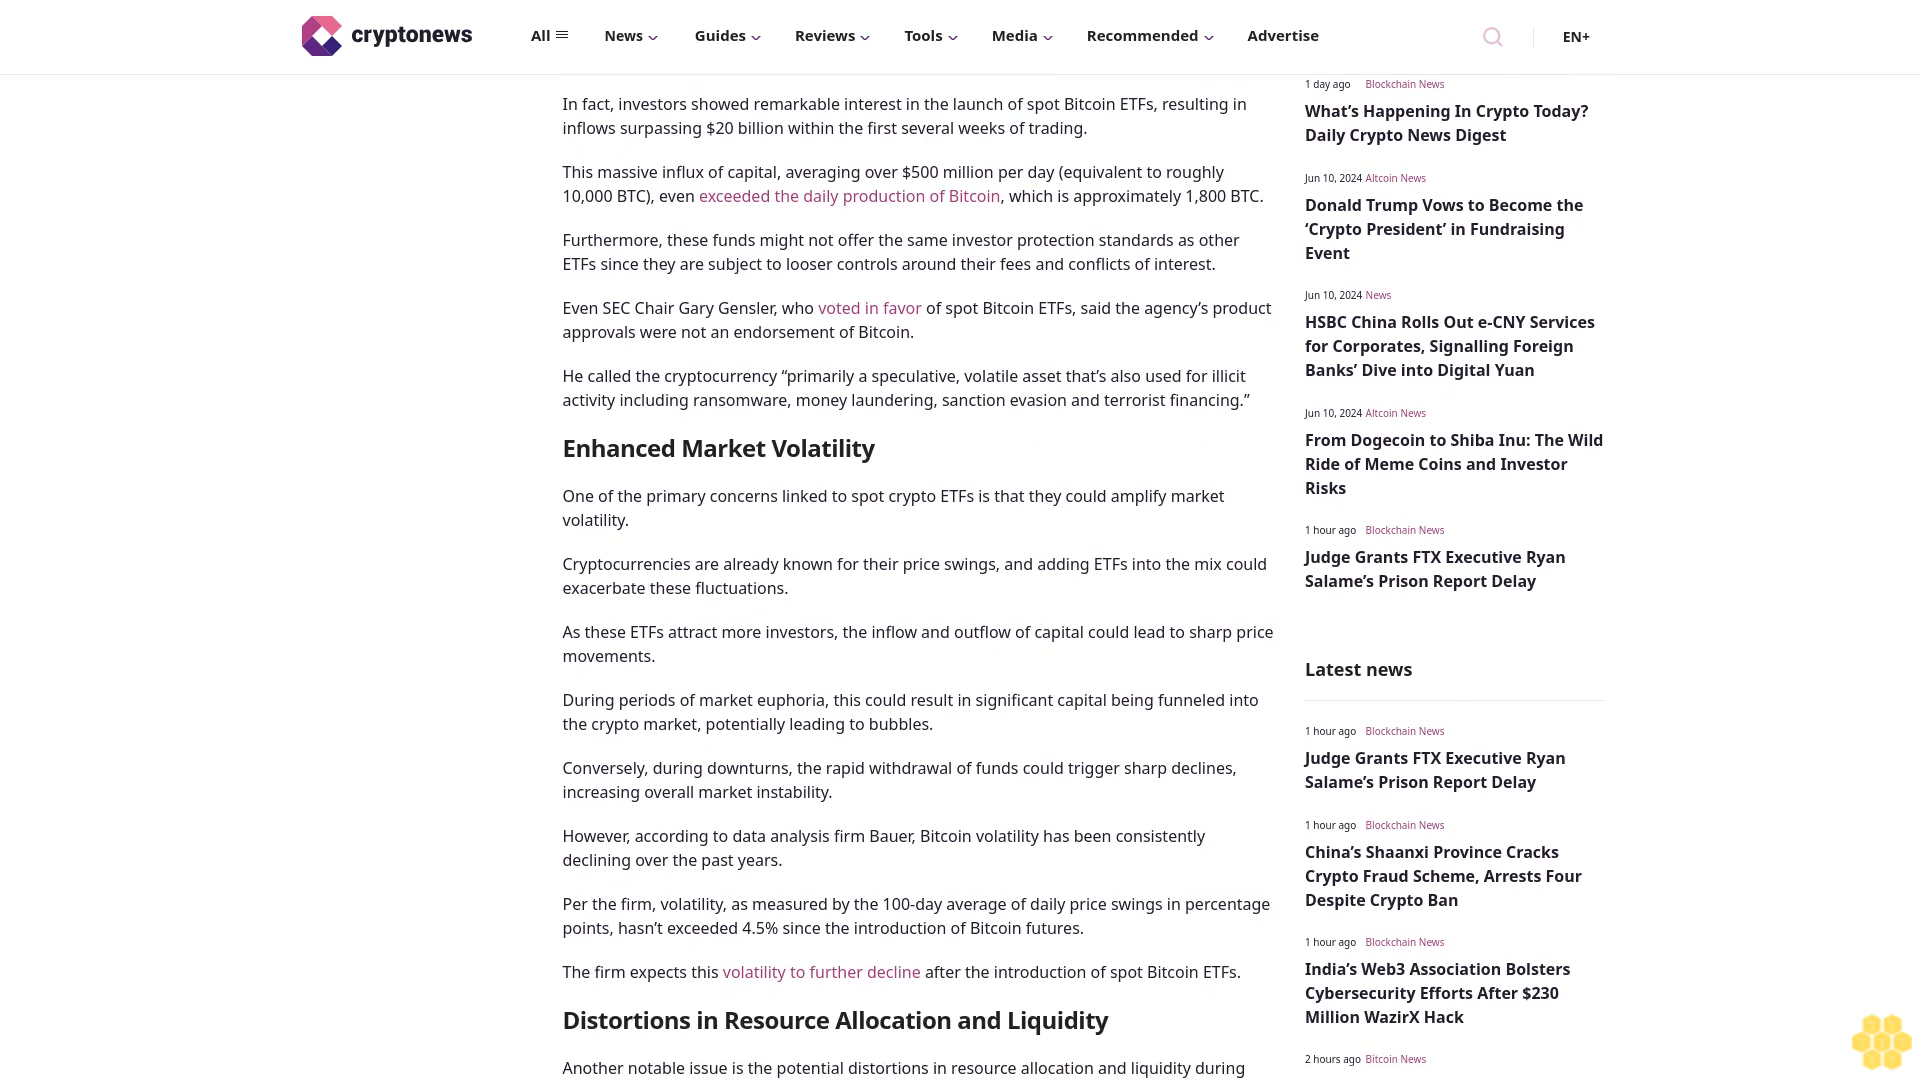 cryptonews
All
News
Guides
Reviews
Tools
Media
Recommended
Advertise
EN+
In fact, investors showed remarkable interest in the launch of spot Bitcoin ETFs, resulting in
inflows surpassing $20 billion within the first several weeks of trading.
This massive influx of capital, averaging over $500 million per day (equivalent to roughly
10,000 BTC), even exceeded the daily production of Bitcoin, which is approximately 1,800 BTC.
Furthermore, these funds might not offer the same investor protection standards as other
ETFs since they are subject to looser controls around their fees and conflicts of interest.
Even SEC Chair Gary Gensler, who voted in favor of spot Bitcoin ETFs, said the agency’s product
approvals were not an endorsement of Bitcoin.
He called the cryptocurrency “primarily a speculative, volatile asset that’s also used for illicit
activity including ransomware, money laundering, sanction evasion and terrorist financing.”
Enhanced Market Volatility
One of the primary concerns linked to spot crypto ETFs is that they could amplify market
volatility.
Cryptocurrencies are already known for their price swings, and adding ETFs into the mix could
exacerbate these fluctuations.
As these ETFs attract more investors, the inflow and outflow of capital could lead to sharp price
movements.
During periods of market euphoria, this could result in significant capital being funneled into
the crypto market, potentially leading to bubbles.
Conversely, during downturns, the rapid withdrawal of funds could trigger sharp declines,
increasing overall market instability.
However, according to data analysis firm Bauer, Bitcoin volatility has been consistently
declining over the past years.
Per the firm, volatility, as measured by the 100-day average of daily price swings in percentage
points, hasn’t exceeded 4.5% since the introduction of Bitcoin futures.
The firm expects this volatility to further decline after the introduction of spot Bitcoin ETFs.
Distortions in Resource Allocation and Liquidity
Another notable issue is the potential distortions in resource allocation and liquidity during
1 day ago Blockchain News
What’s Happening In Crypto Today?
Daily Crypto News Digest
Jun 10, 2024 Altcoin News
Donald Trump Vows to Become the
‘Crypto President’ in Fundraising
Event
Jun 10, 2024 News
HSBC China Rolls Out e-CNY Services
for Corporates, Signalling Foreign
Banks’ Dive into Digital Yuan
Jun 10, 2024 Altcoin News
From Dogecoin to Shiba Inu: The Wild
Ride of Meme Coins and Investor
Risks
1 hour ago Blockchain News
Judge Grants FTX Executive Ryan
Salame’s Prison Report Delay
Latest news
1 hour ago Blockchain News
Judge Grants FTX Executive Ryan
Salame’s Prison Report Delay
1 hour ago Blockchain News
China’s Shaanxi Province Cracks
Crypto Fraud Scheme, Arrests Four
Despite Crypto Ban
1 hour ago Blockchain News
India’s Web3 Association Bolsters
Cybersecurity Efforts After $230
Million WazirX Hack
2 hours ago Bitcoin News